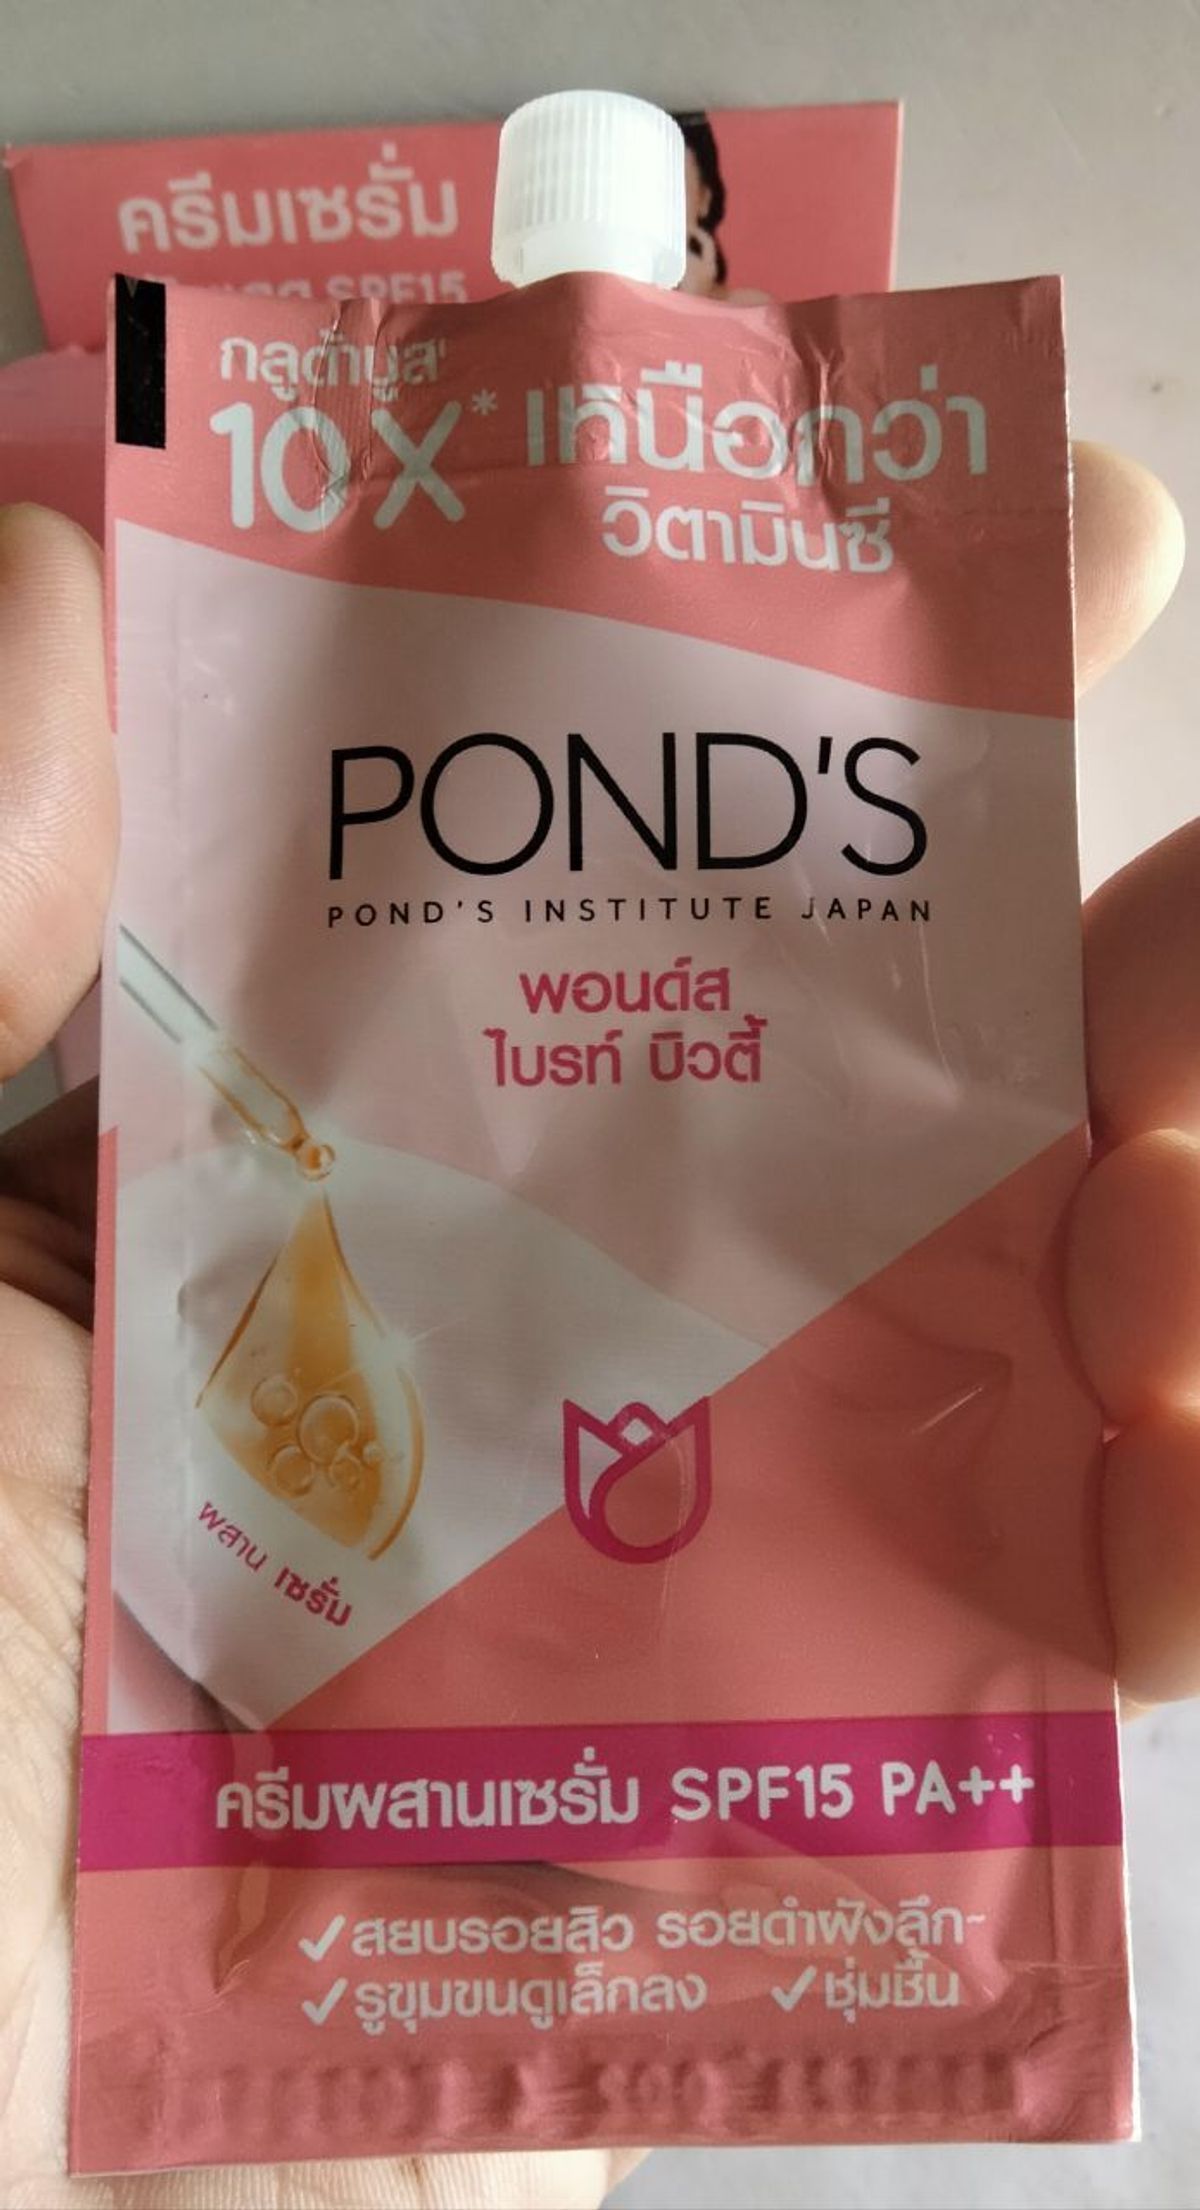 ครีมเซรั่ม
SPF15
กลูต้าบูส
10X* เหนือกว่า
วิตามินซี
POND'S
POND'S INSTITUTE JAPAN
พอนด์ส
ไบรท์ บิวตี้
ผสาน เซรั่ม
ครีมผสานเซรั่ม SPF15 PA++
✓สยบรอยสิว รอยดำฝังลึก~
✓รูขุมขนดูเล็กลง ✓ชุ่มชื้น